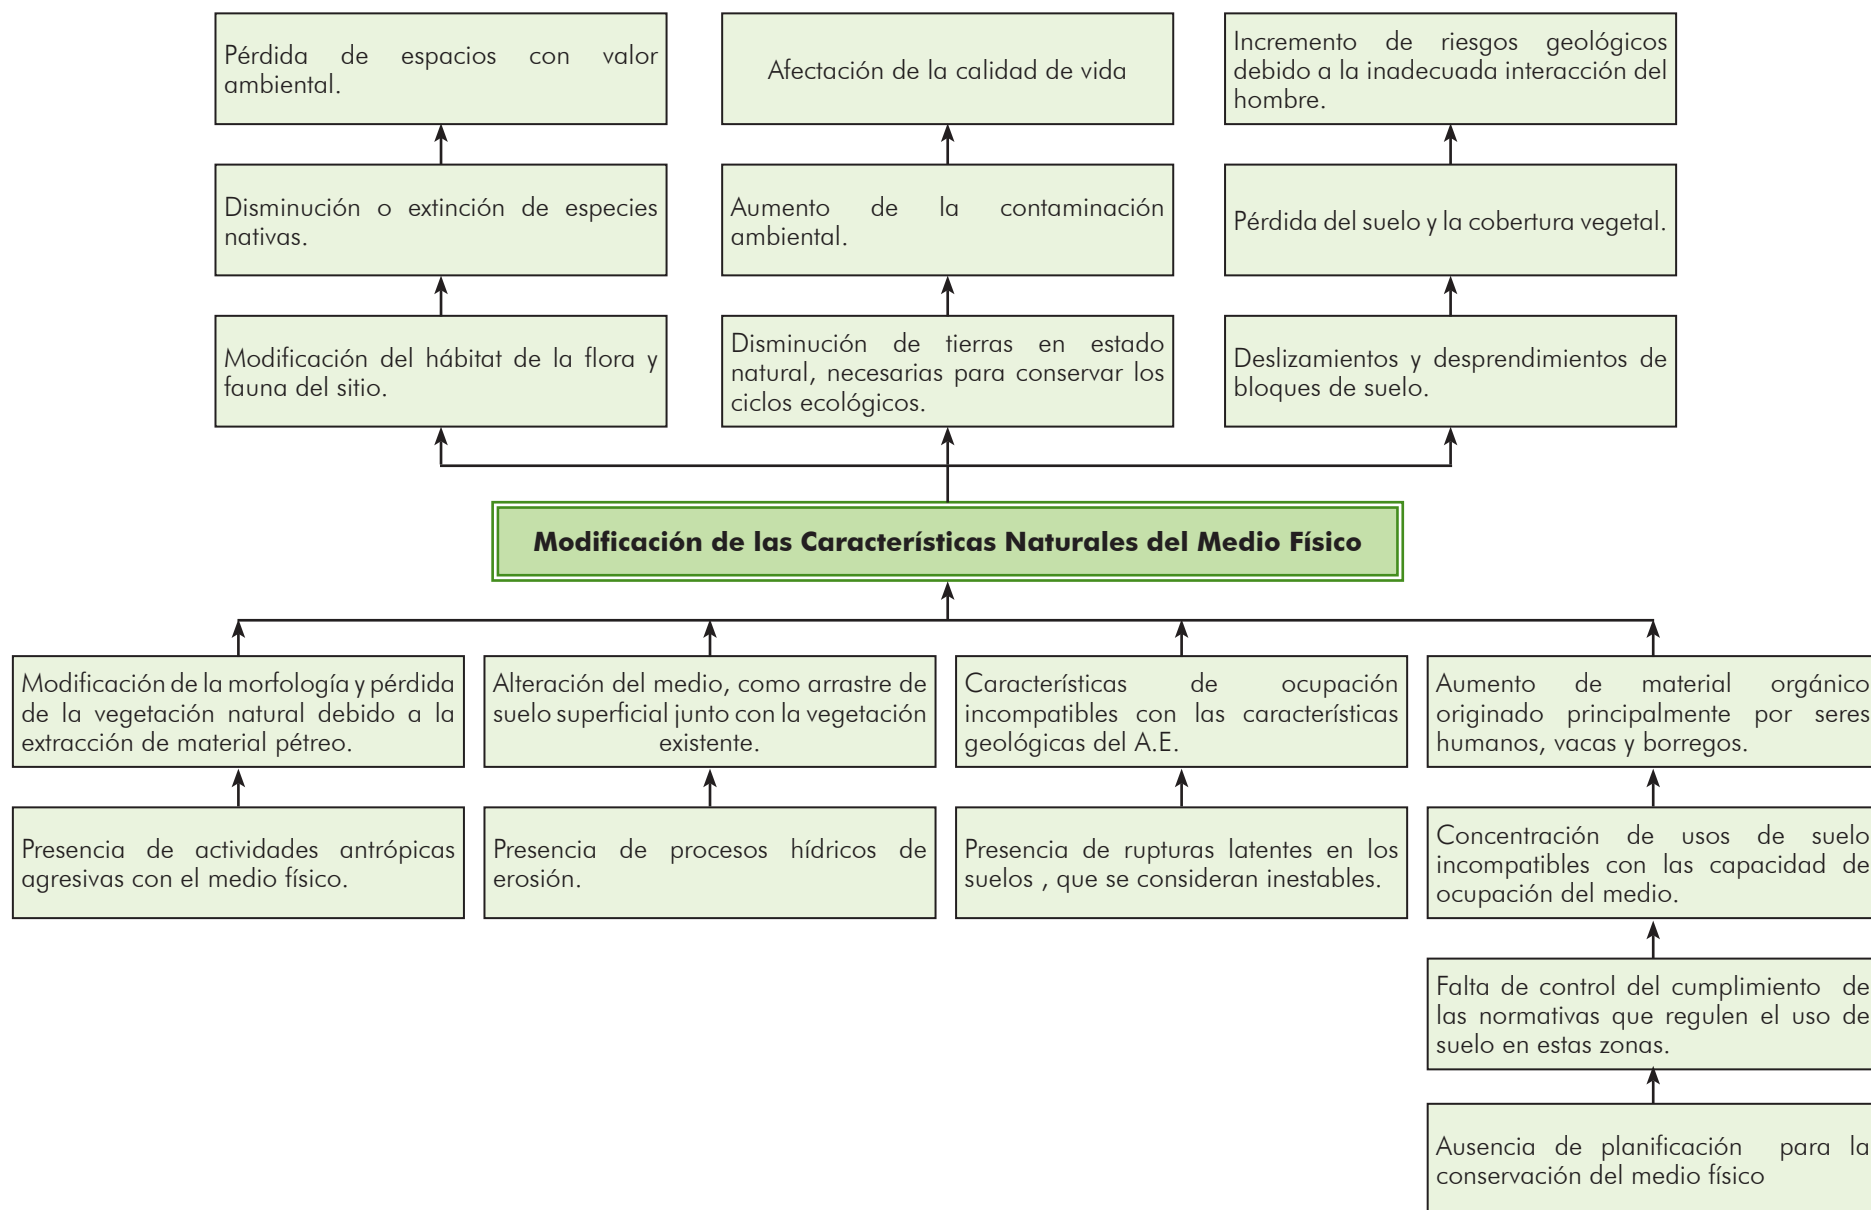 Pérdida de espacios con valor
ambiental.
Afectación de la calidad de vida
Incremento de riesgos geológicos
debido a la inadecuada interacción del
hombre.
Disminución o extinción de especies
nativas.
Aumento de la contaminación
ambiental.
Pérdida del suelo y la cobertura vegetal.
Modificación del hábitat de la flora y
fauna del sitio.
Disminución de tierras en estado
natural, necesarias para conservar los
ciclos ecológicos.
Deslizamientos y desprendimientos de
bloques de suelo.
Modificación de las Características Naturales del Medio Físico
Modificación de la morfología y pérdida
de la vegetación natural debido a la
extracción de material pétreo.
Alteración del medio, como arrastre de
suelo superficial junto con la vegetación
existente.
Características de ocupación
incompatibles con las características
geológicas del A.E.
Aumento de material orgánico
originado principalmente por seres
humanos, vacas y borregos.
Presencia de actividades antrópicas
agresivas con el medio físico.
Presencia de procesos hídricos de
erosión.
Presencia de rupturas latentes en los
suelos , que se consideran inestables.
Concentración de usos de suelo
incompatibles con las capacidad de
ocupación del medio.
Falta de control del cumplimiento de
las normativas que regulen el uso de
suelo en estas zonas.
Ausencia de planificación para la
conservación del medio físico